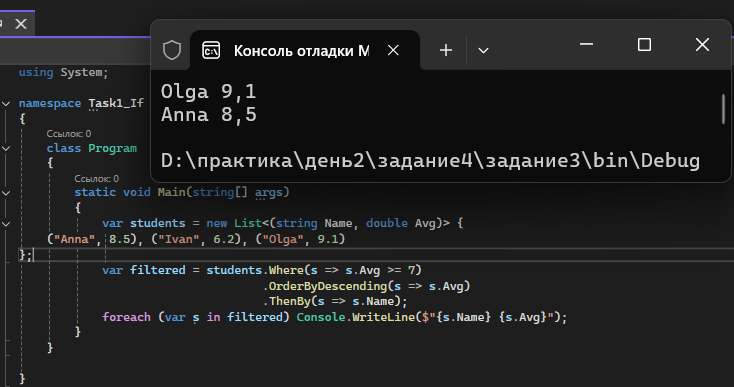 Консоль отладки M
Olga 9,1
Anna 8,5
D:\практика\день2\задание4\задание3\bin\Debug
using System;
namespace Task1_If
{
Ссылок: 0
class Program
{
Ссылок: 0
static void Main(string[] args)
{
var students = new List<(string Name, double Avg)> {
("Anna", 8.5), ("Ivan", 6.2), ("Olga", 9.1)
};
var filtered = students.Where(s => s.Avg >= 7)
.OrderByDescending(s => s.Avg)
.ThenBy(s => s.Name);
foreach (var s in filtered) Console.WriteLine($"{s.Name} {s.Avg}");
}
}
}